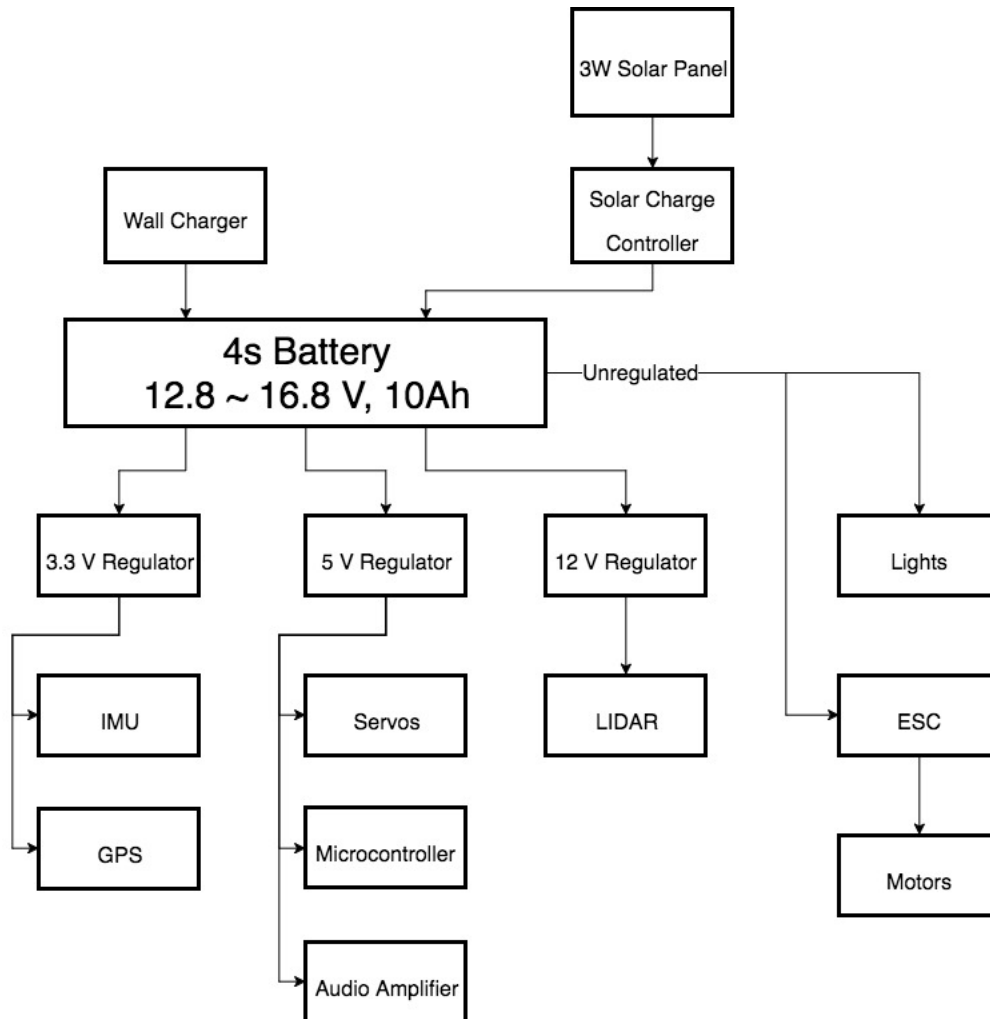 3W Solar Panel
Wall Charger
Solar Charge
Controller
4s Battery
12.8 ~ 16.8 V, 10Ah
Unregulated
3.3 V Regulator
5 V Regulator
12 V Regulator
Lights
IMU
Servos
LIDAR
ESC
GPS
Microcontroller
Motors
Audio Amplifier